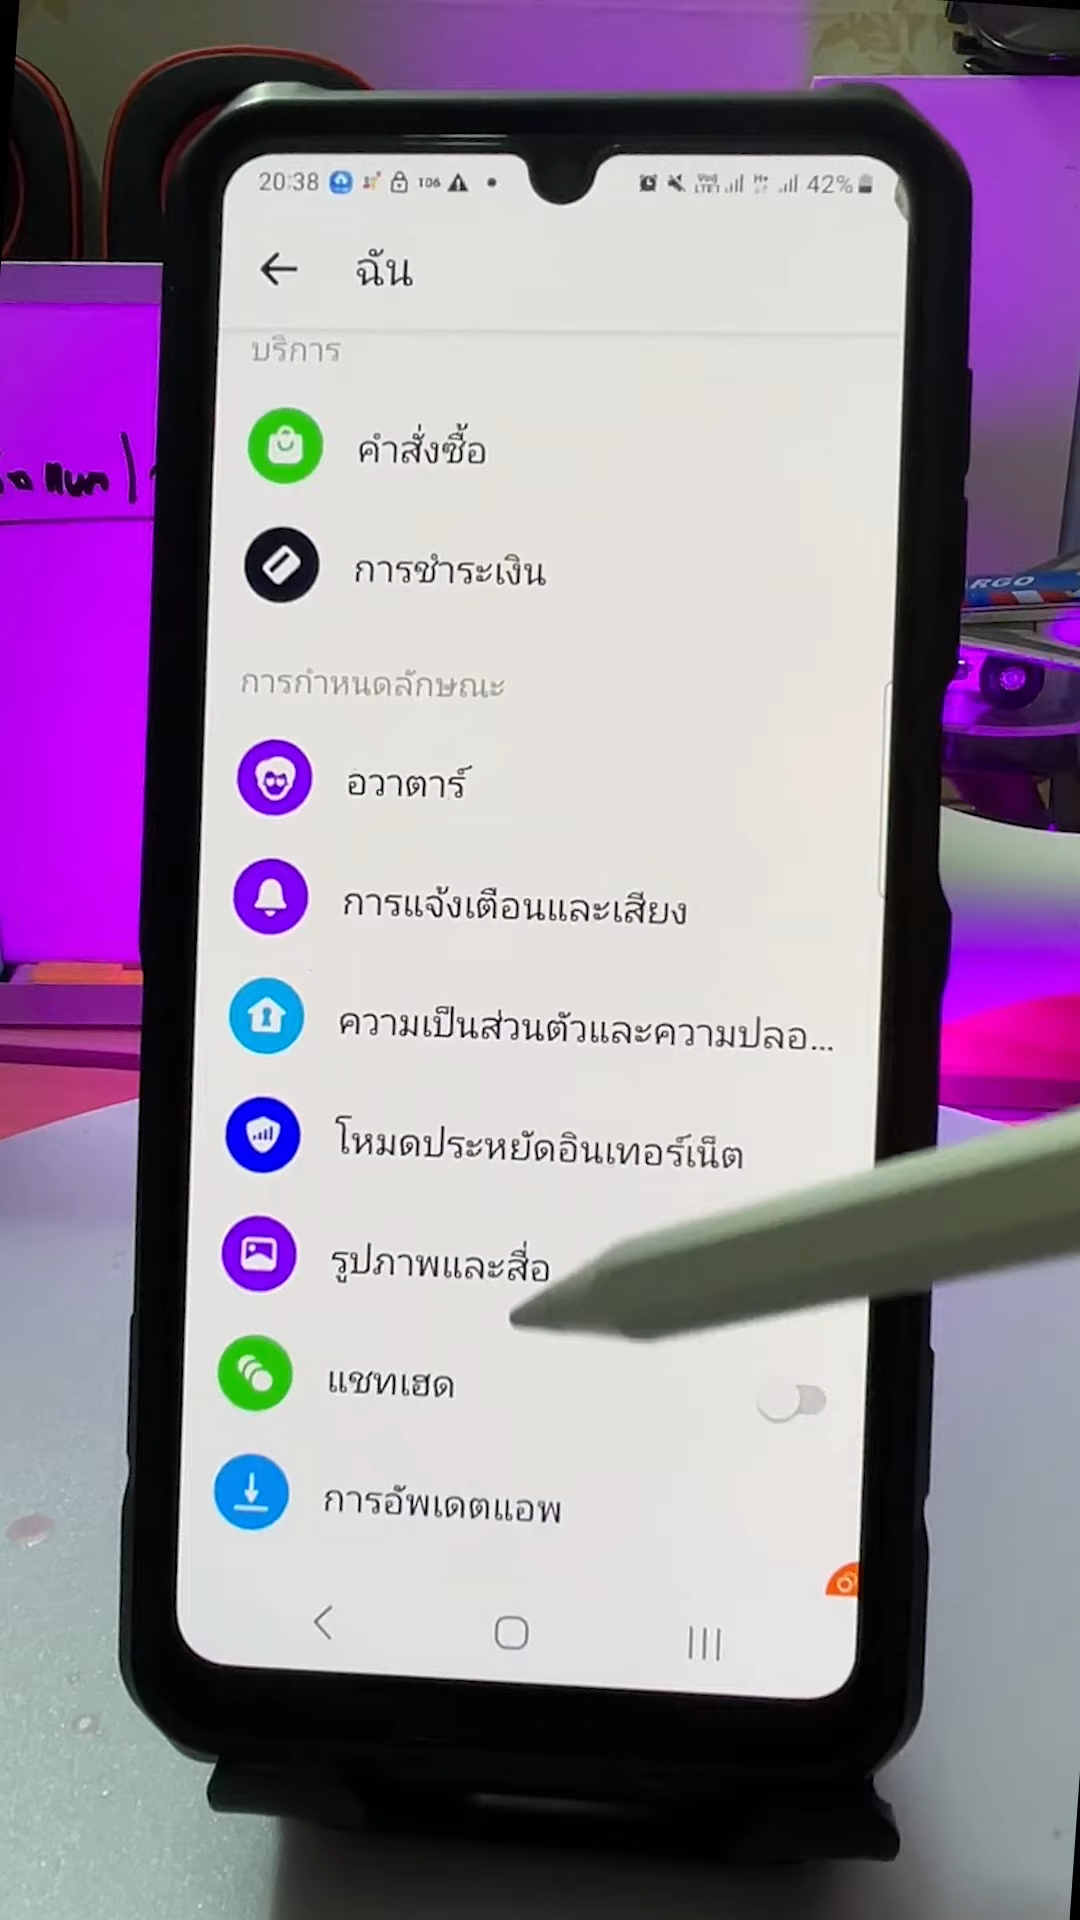 20:38 42%
ฉัน
บริการ
คำสั่งซื้อ
การชำระเงิน
การกำหนดลักษณะ
อวาตาร์
การแจ้งเตือนและเสียง
ความเป็นส่วนตัวและความปลอ...
โหมดประหยัดอินเทอร์เน็ต
รูปภาพและสื่อ
แชทเฮด
การอัพเดตแอพ